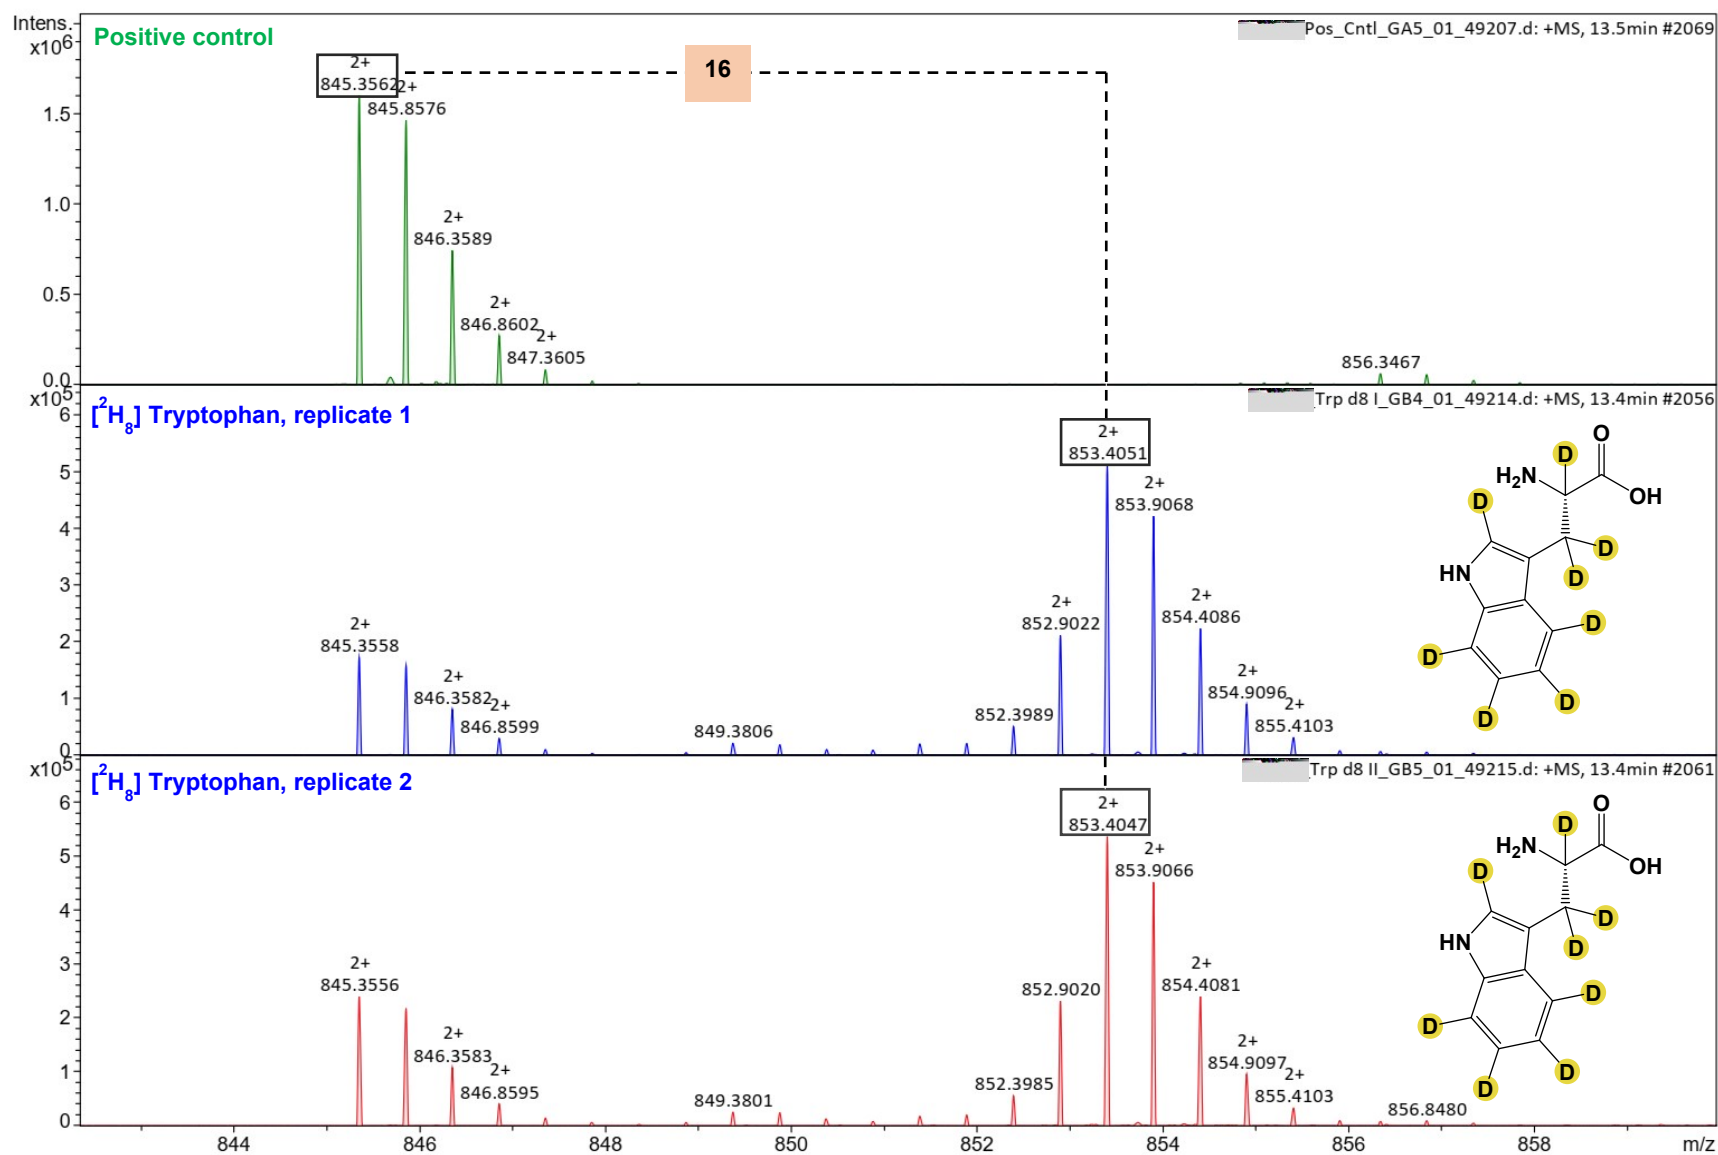 Intens.
x10^6
Positive control
Pos_Cntl_GA5_01_49207.d: +MS, 13.5min #2069
16
2+
845.3562
2+
845.8576
1.5
1.0
2+
846.3589
0.5
2+
846.8602
2+
847.3605
856.3467
0.0
x10^5
[²H₈] Tryptophan, replicate 1
_Trp d8 I_GB4_01_49214.d: +MS, 13.4min #2056
6
2+
853.4051
5
2+
853.9068
4
3
2+
852.9022
2+
854.4086
2+
845.3558
2
2+
846.3582
2+
846.8599
2+
854.9096
2+
855.4103
1
849.3806
852.3989
0
D
H₂N
O
OH
D
D
D
HN
D
D
D
D
x10^5
[²H₈] Tryptophan, replicate 2
_Trp d8 II_GB5_01_49215.d: +MS, 13.4min #2061
6
2+
853.4047
5
2+
853.9066
4
3
2+
845.3556
852.9020
2+
854.4081
2
2+
846.3583
2+
846.8595
2+
854.9097
2+
855.4103
1
849.3801
852.3985
856.8480
0
D
H₂N
O
OH
D
D
D
HN
D
D
D
D
844
846
848
850
852
854
856
858
m/z